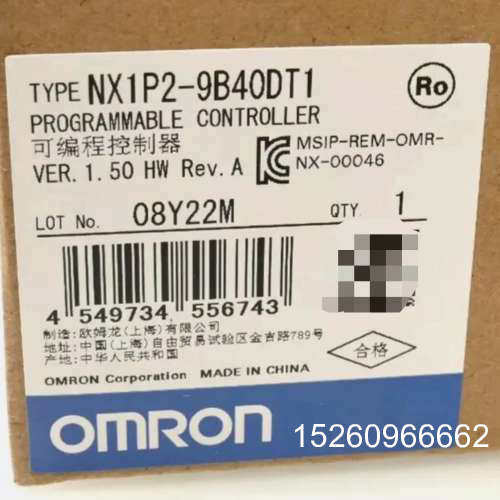 TYPE NX1P2-9B40DT1
Ro
PROGRAMMABLE CONTROLLER
可编程控制器
VER. 1.50 HW Rev. A
MSIP-REM-OMR-
NX-00046
LOT No. 08Y22M
QTY. 1
4 549734 556743
制造: 欧姆龙(上海)有限公司
地址: 中国(上海)自由贸易试验区金吉路789号
产地: 中华人民共和国
合格
OMRON Corporation MADE IN CHINA
OMRON
15260966662